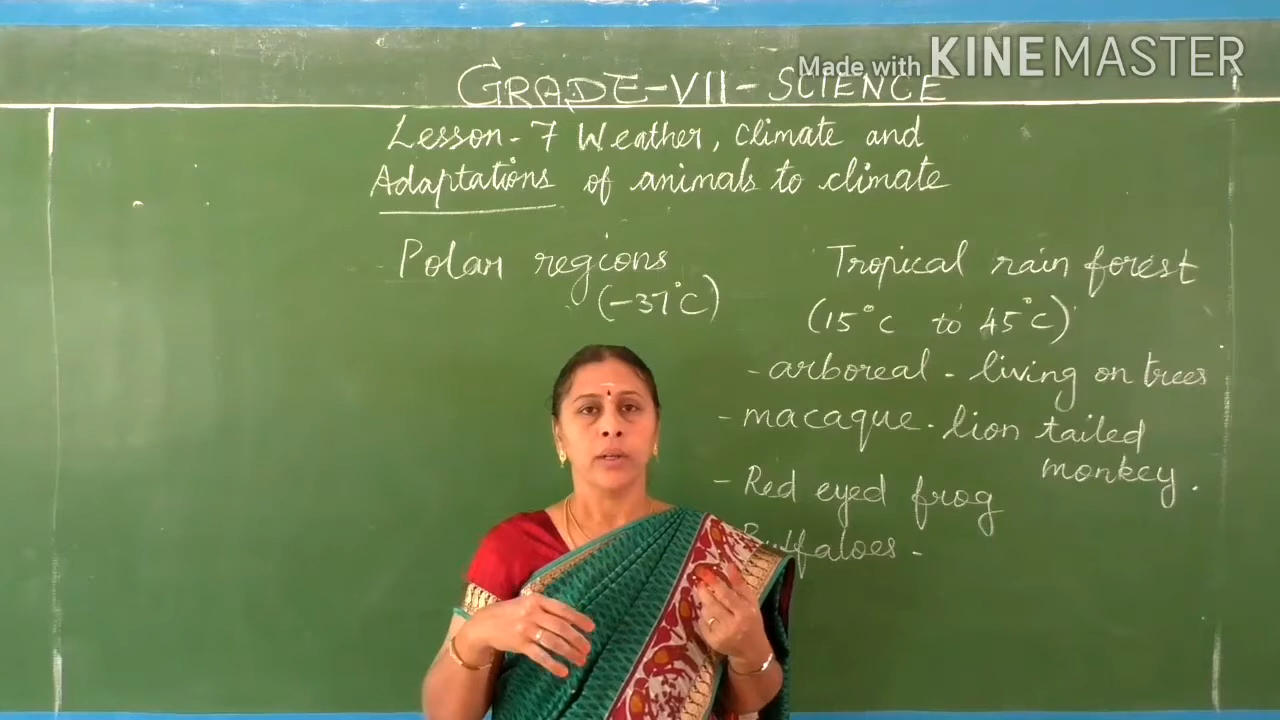 Made with KINEMASTER
GRADE-VII-SCIENCE
Lesson-7 Weather, Climate and
Adaptations of animals to climate
Polar regions
(-37°C)
Tropical rain forest
(15°C to 45°C)
- arboreal - living on trees
- macaque. lion tailed
monkey.
- Red eyed frog
Buffaloes -